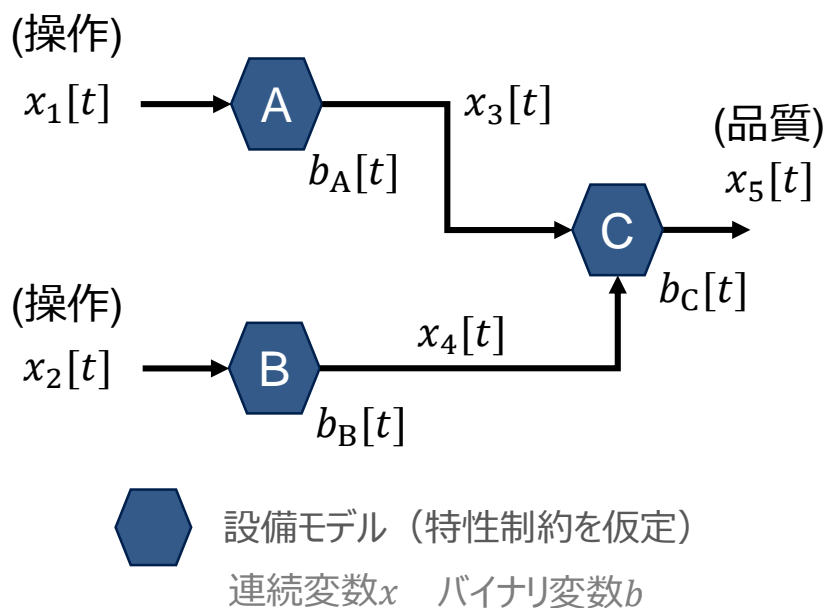 (操作)
x₁[t]
A
b_A[t]
x₃[t]
(品質)
x₅[t]
C
b_C[t]
(操作)
x₂[t]
B
b_B[t]
x₄[t]
設備モデル（特性制約を仮定）
連続変数x バイナリ変数b